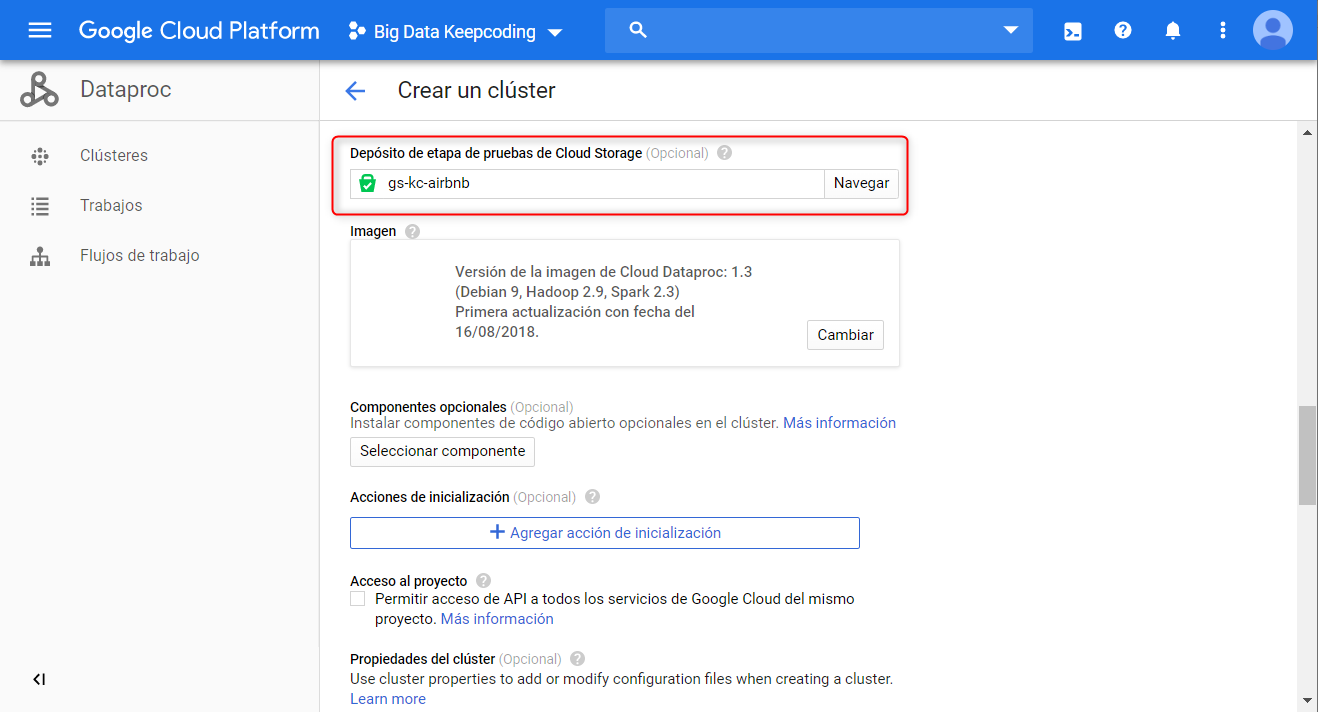 Google Cloud Platform
Big Data Keepcoding
Dataproc
Crear un clúster
Clústeres
Trabajos
Flujos de trabajo
Depósito de etapa de pruebas de Cloud Storage (Opcional)
gs-kc-airbnb
Navegar
Imagen
Versión de la imagen de Cloud Dataproc: 1.3
(Debian 9, Hadoop 2.9, Spark 2.3)
Primera actualización con fecha del
16/08/2018.
Cambiar
Componentes opcionales (Opcional)
Instalar componentes de código abierto opcionales en el clúster. Más información
Seleccionar componente
Acciones de inicialización (Opcional)
+ Agregar acción de inicialización
Acceso al proyecto
Permitir acceso de API a todos los servicios de Google Cloud del mismo
proyecto. Más información
Propiedades del clúster (Opcional)
Use cluster properties to add or modify configuration files when creating a cluster.
Learn more